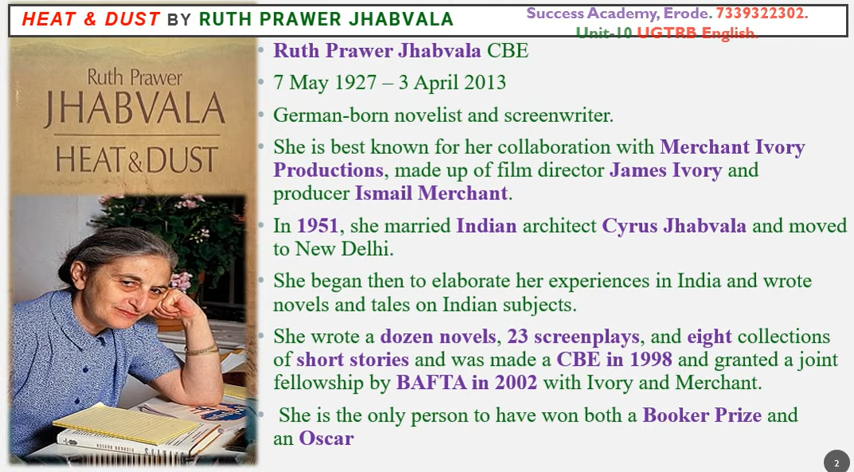 HEAT & DUST BY RUTH PRAWER JHABVALA
Success Academy, Erode. 7339322302.
Unit-10 UGTRB English.
Ruth Prawer
JHABVALA
HEAT & DUST
• Ruth Prawer Jhabvala CBE
• 7 May 1927 – 3 April 2013
• German-born novelist and screenwriter.
• She is best known for her collaboration with Merchant Ivory
Productions, made up of film director James Ivory and
producer Ismail Merchant.
• In 1951, she married Indian architect Cyrus Jhabvala and moved
to New Delhi.
• She began then to elaborate her experiences in India and wrote
novels and tales on Indian subjects.
• She wrote a dozen novels, 23 screenplays, and eight collections
of short stories and was made a CBE in 1998 and granted a joint
fellowship by BAFTA in 2002 with Ivory and Merchant.
• She is the only person to have won both a Booker Prize and
an Oscar
2